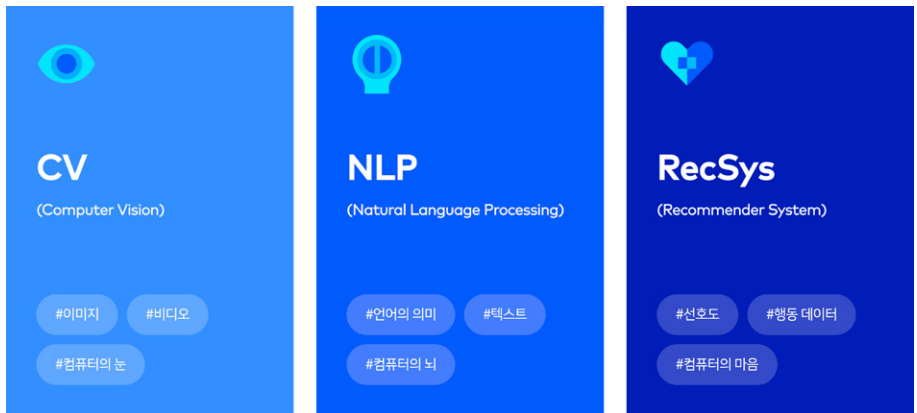 CV
(Computer Vision)
#이미지 #비디오
#컴퓨터의 눈
NLP
(Natural Language Processing)
#언어의 의미 #텍스트
#컴퓨터의 뇌
RecSys
(Recommender System)
#선호도 #행동 데이터
#컴퓨터의 마음